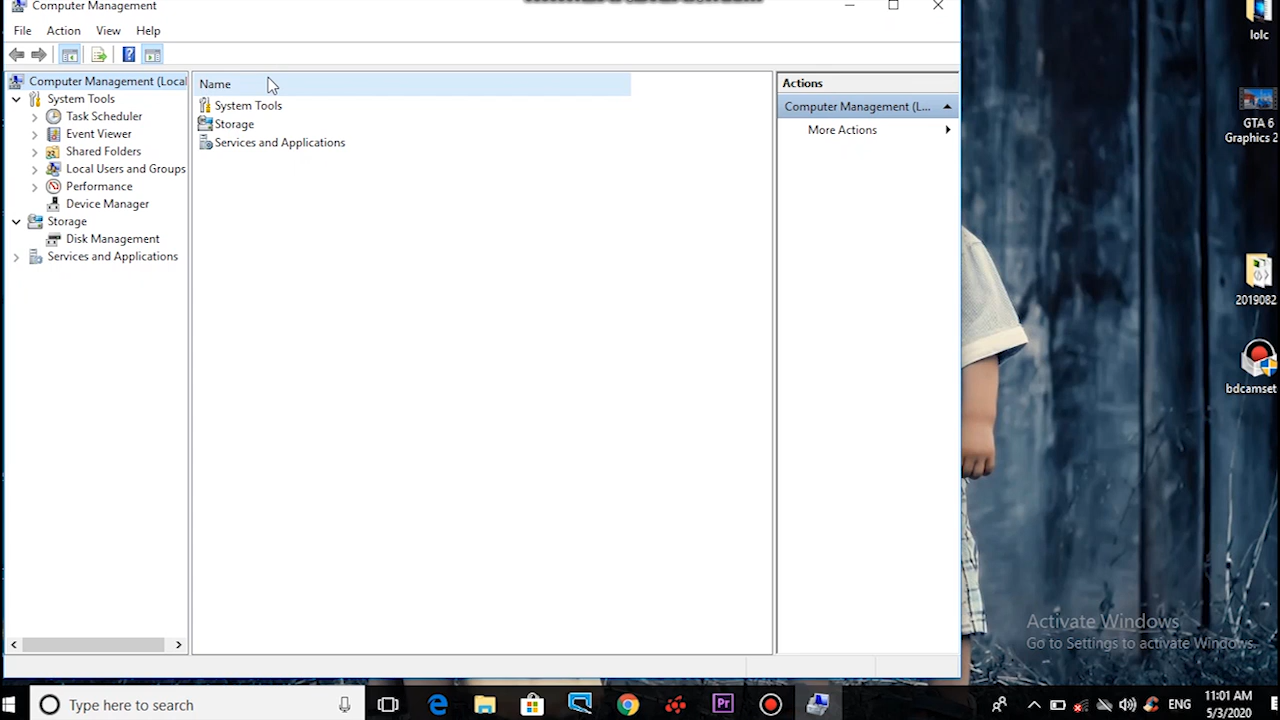 Computer Management
File Action View Help
Computer Management (Local
System Tools
Task Scheduler
Event Viewer
Shared Folders
Local Users and Groups
Performance
Device Manager
Storage
Disk Management
Services and Applications
Name
System Tools
Storage
Services and Applications
Actions
Computer Management (L...
More Actions
lolc
GTA 6
Graphics 2
2019082
bdcamset
Activate Windows
Go to Settings to activate Windows.
Type here to search
Pr
ENG
11:01 AM
5/3/2020